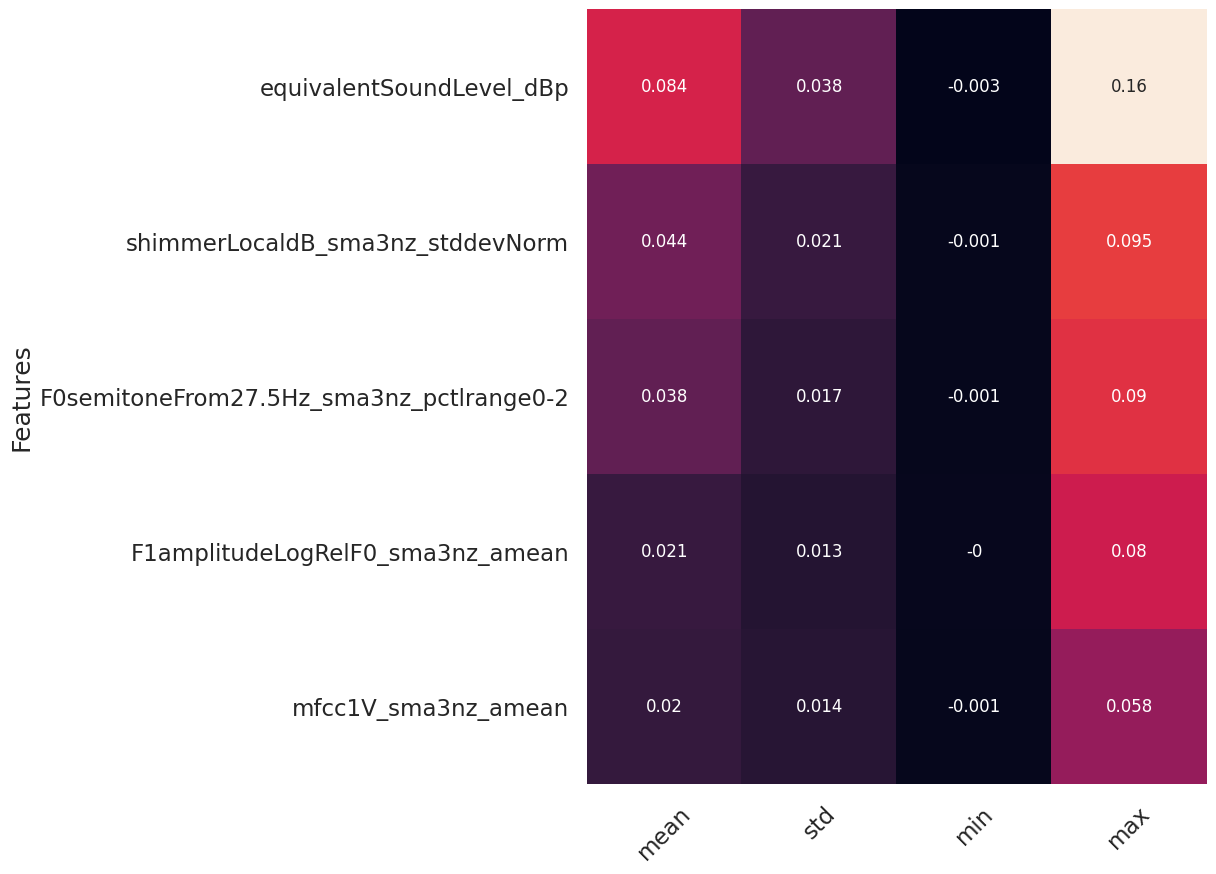 Features
equivalentSoundLevel_dBp 0.084 0.038 -0.003 0.16
shimmerLocaldB_sma3nz_stddevNorm 0.044 0.021 -0.001 0.095
F0semitoneFrom27.5Hz_sma3nz_pctlrange0-2 0.038 0.017 -0.001 0.09
F1amplitudeLogRelF0_sma3nz_amean 0.021 0.013 -0 0.08
mfcc1V_sma3nz_amean 0.02 0.014 -0.001 0.058
mean std min max